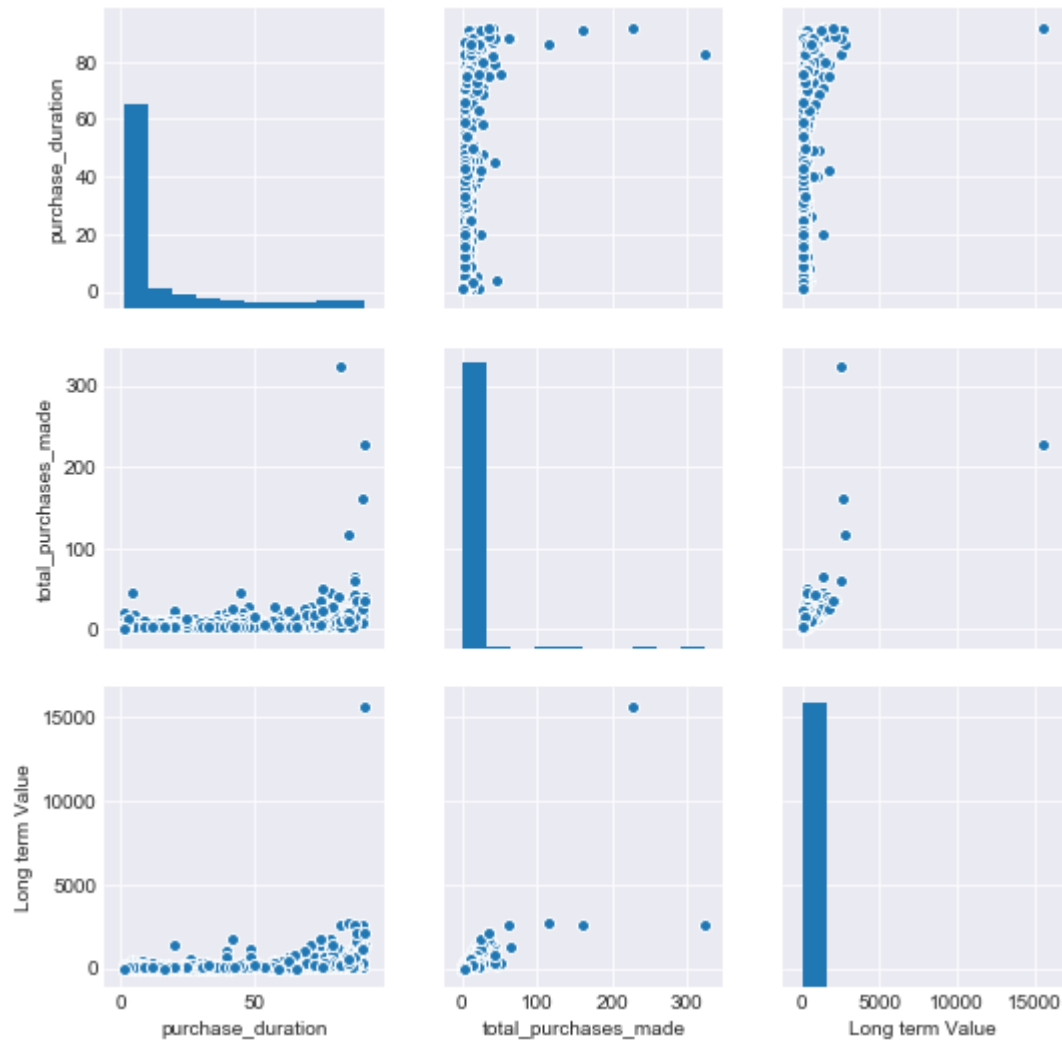 80
60
40
20
0
purchase_duration
300
200
100
0
total_purchases_made
15000
10000
5000
0
Long term Value
0 50
purchase_duration
0 100 200 300
total_purchases_made
0 5000 10000 15000
Long term Value